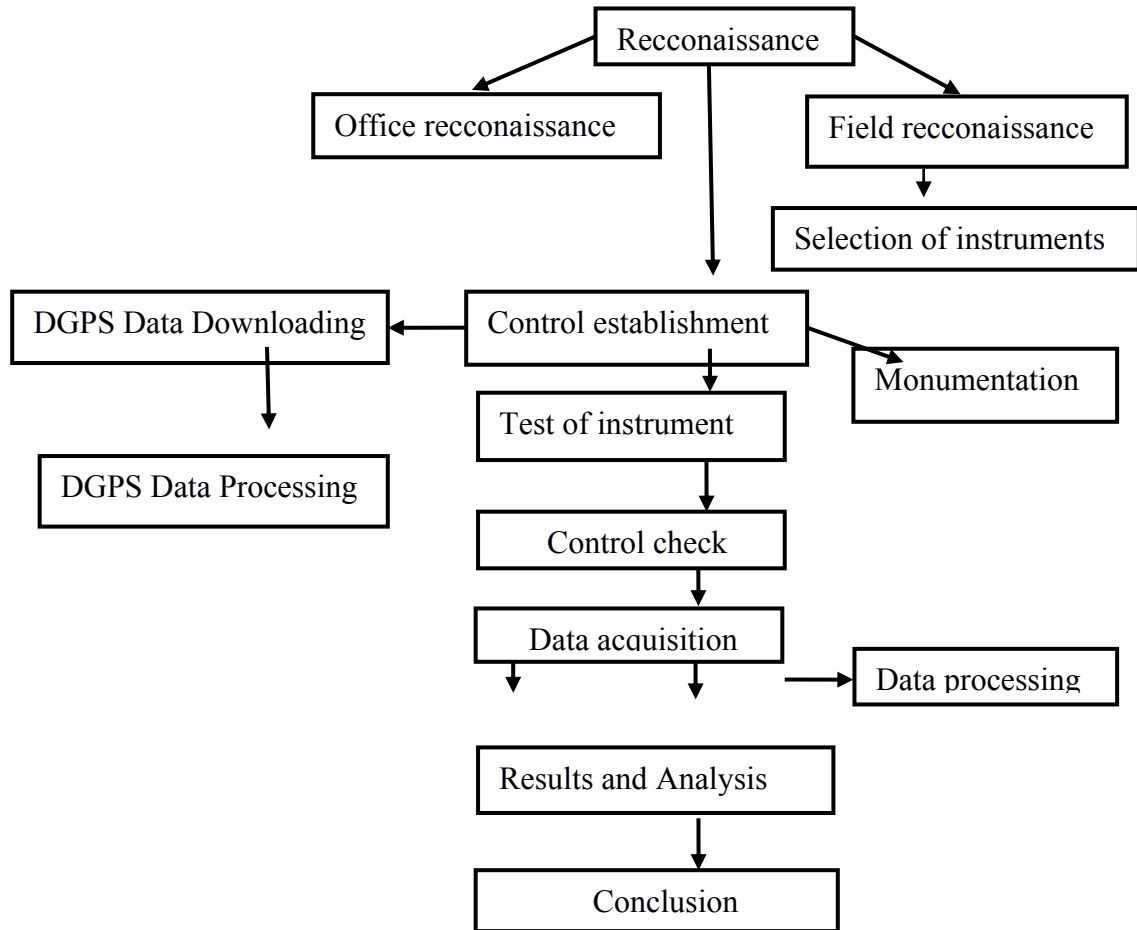 Recconaissance
Office recconaissance
Field recconaissance
Selection of instruments
DGPS Data Downloading
Control establishment
Monumentation
Test of instrument
DGPS Data Processing
Control check
Data acquisition
Data processing
Results and Analysis
Conclusion